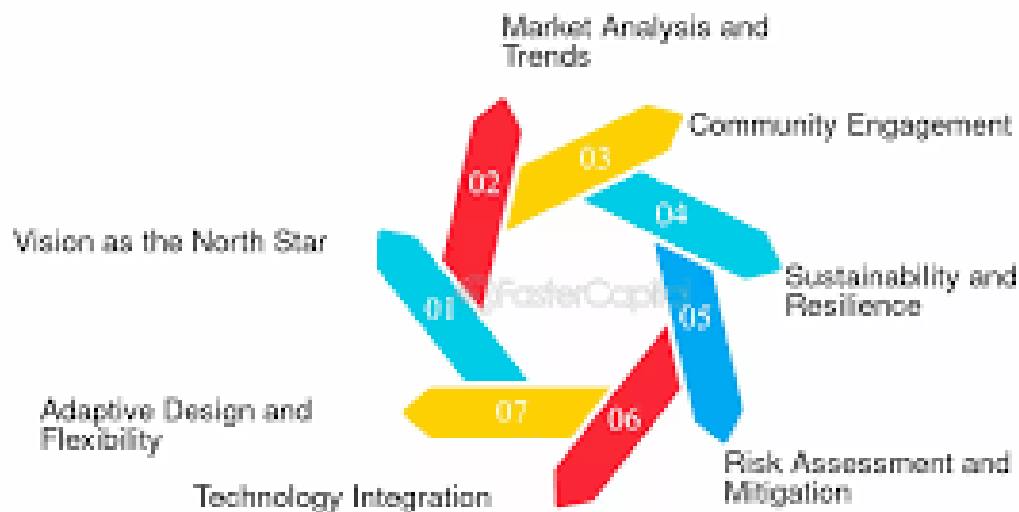 Market Analysis and
Trends
03
Community Engagement
02
04
Vision as the North Star
Sustainability and
Resilience
FasterCapital
01
05
Adaptive Design and
Flexibility
07
06
Risk Assessment and
Mitigation
Technology Integration